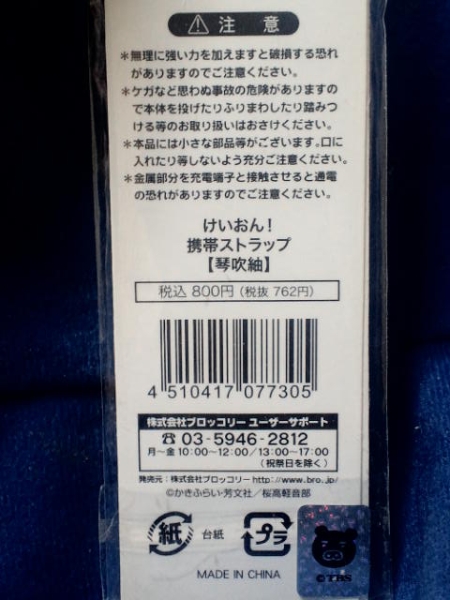 注意
*無理に強い力を加えますと破損する恐れ
がありますのでご注意ください。
*ケガなど思わぬ事故の危険がありますの
で本体を投げたりふりまわしたり踏みつ
ける等のお取り扱いはおさけください。
*本品には小さな部品等がございます。口に
入れたり等しないよう充分ご注意ください。
*金属部分を充電端子と接触させると通電
の恐れがありますのでご注意ください。
けいおん!
携帯ストラップ
【琴吹紬】
税込 800円(税抜 762円)
4 510417 077305
株式会社ブロッコリー ユーザーサポート
☎03-5946-2812
月~金 10:00~12:00/13:00~17:00
(祝祭日を除く)
発売元:株式会社ブロッコリー http://www.bro.jp/
©かきふらい・芳文社/桜高軽音部
紙 台紙 プラ
MADE IN CHINA
©TBS